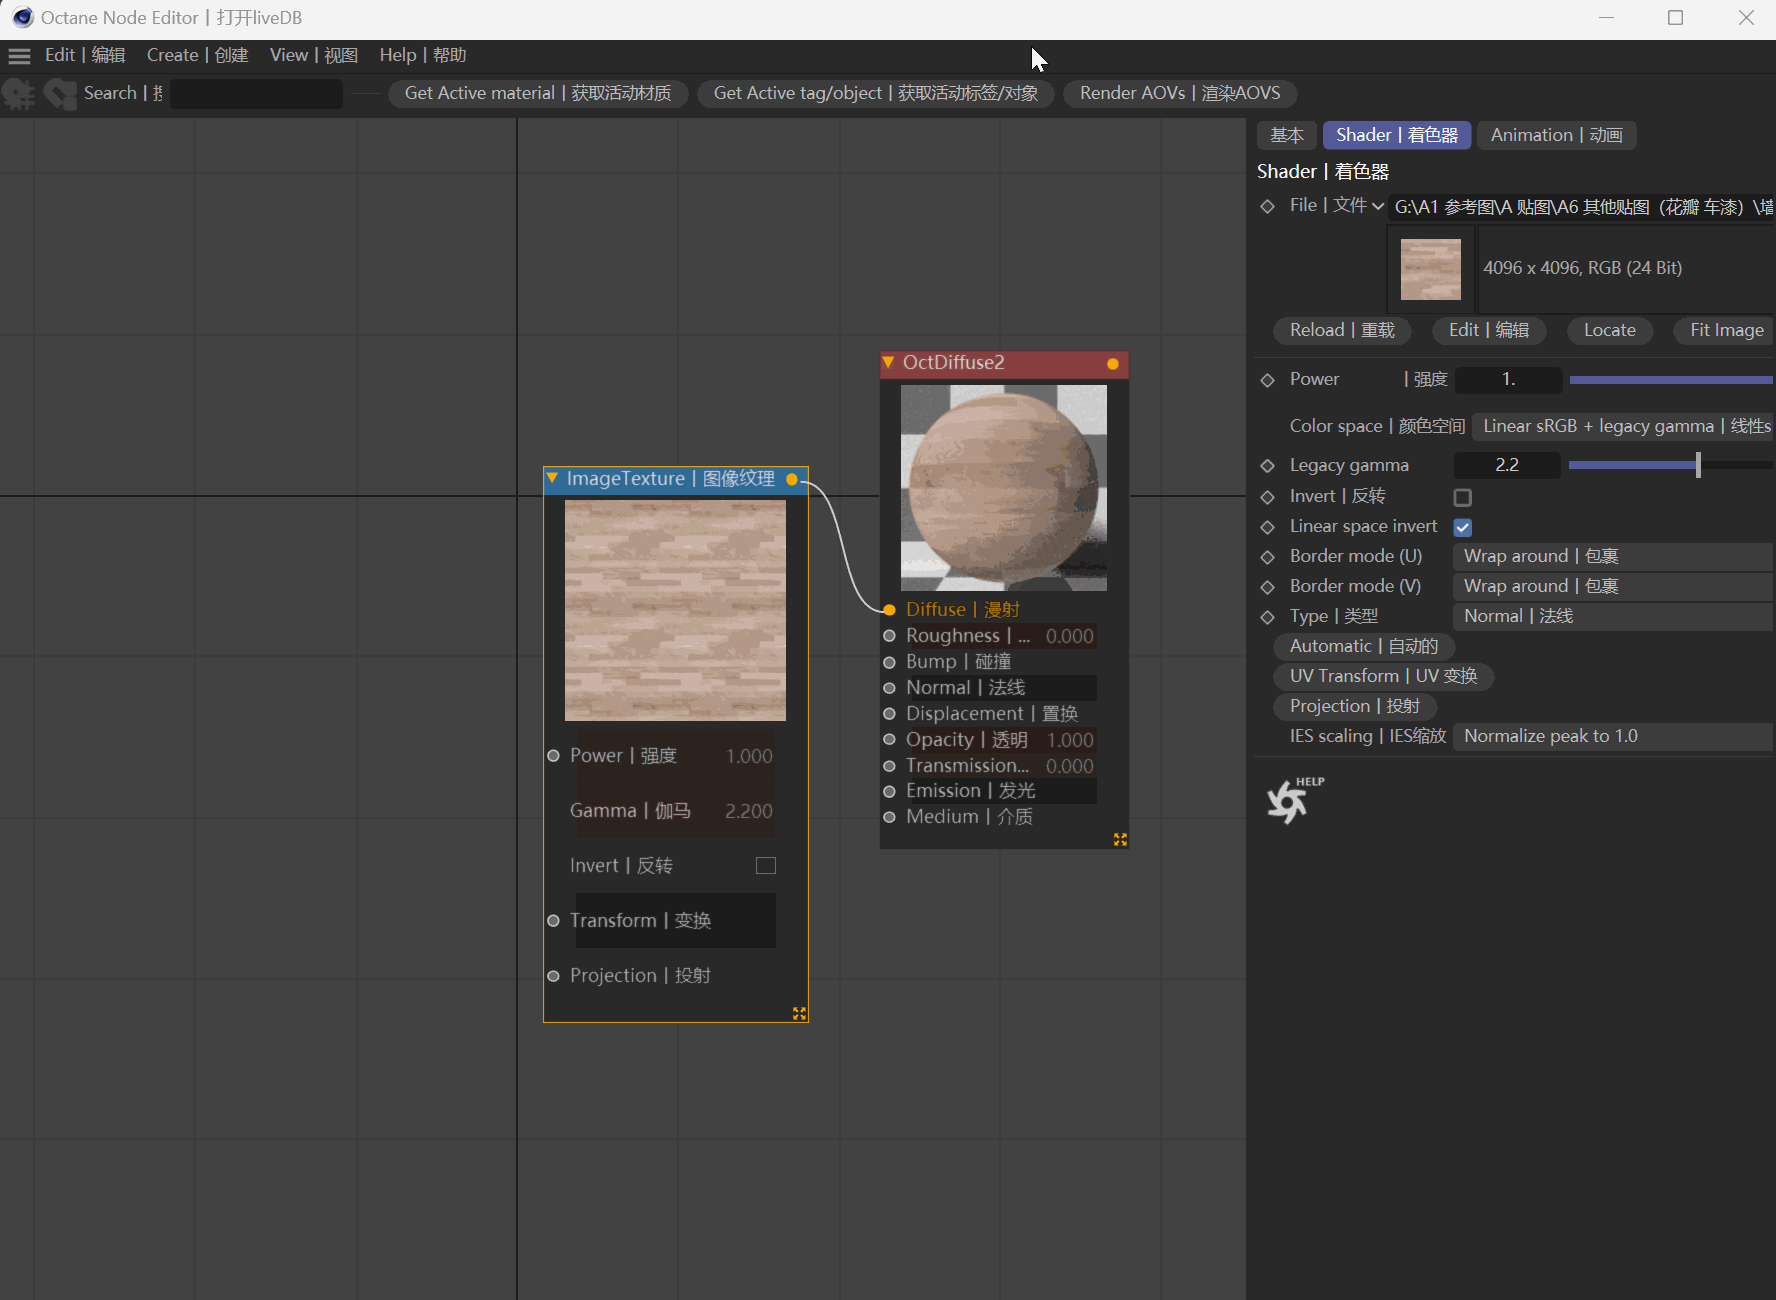 Octane Node Editor | 打开liveDB
Edit | 编辑 Create | 创建 View | 视图 Help | 帮助
Search | Get Active material | 获取活动材质 Get Active tag/object | 获取活动标签/对象 Render AOVs | 渲染AOVS
基本 Shader | 着色器 Animation | 动画
Shader | 着色器
File | 文件 G:\A1 参考图\A 贴图\A6 其他贴图（花瓣 车漆）\墙
4096 x 4096, RGB (24 Bit)
Reload | 重载 Edit | 编辑 Locate Fit Image
Power | 强度 1.
Color space | 颜色空间 Linear sRGB + legacy gamma | 线性s
Legacy gamma 2.2
Invert | 反转
Linear space invert
Border mode (U) Wrap around | 包裹
Border mode (V) Wrap around | 包裹
Type | 类型 Normal | 法线
Automatic | 自动的
UV Transform | UV 变换
Projection | 投射
IES scaling | IES缩放 Normalize peak to 1.0
HELP
ImageTexture | 图像纹理
Power | 强度 1.000
Gamma | 伽马 2.200
Invert | 反转
Transform | 变换
Projection | 投射
OctDiffuse2
Diffuse | 漫射
Roughness | ... 0.000
Bump | 碰撞
Normal | 法线
Displacement | 置换
Opacity | 透明 1.000
Transmission... 0.000
Emission | 发光
Medium | 介质